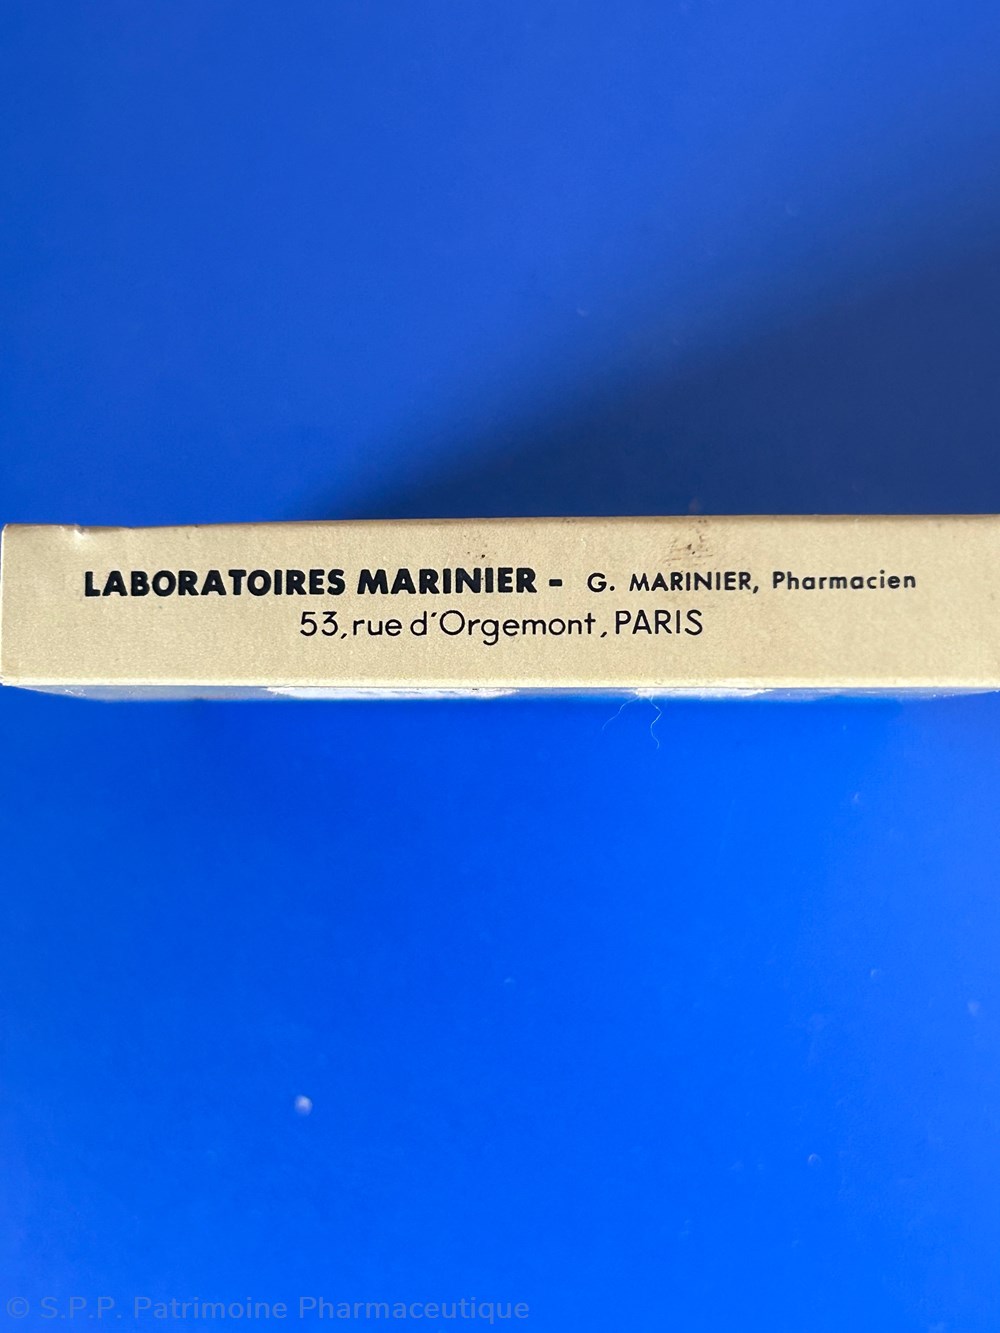 LABORATOIRES MARINIER - G. MARINIER, Pharmacien
53, rue d'Orgemont, PARIS
© S.P.P. Patrimoine Pharmaceutique